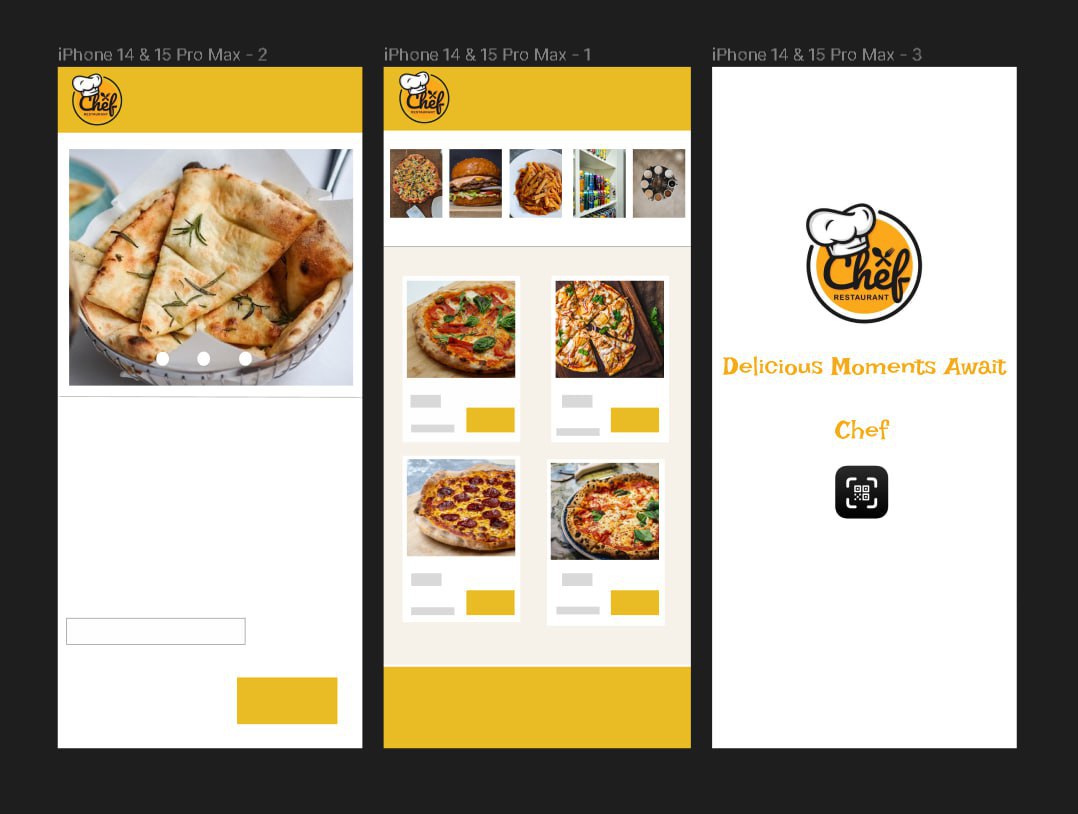 iPhone 14 & 15 Pro Max - 2
iPhone 14 & 15 Pro Max - 1
iPhone 14 & 15 Pro Max - 3
Chef
RESTAURANT
Chef
RESTAURANT
Chef
RESTAURANT
Delicious Moments Await
Chef